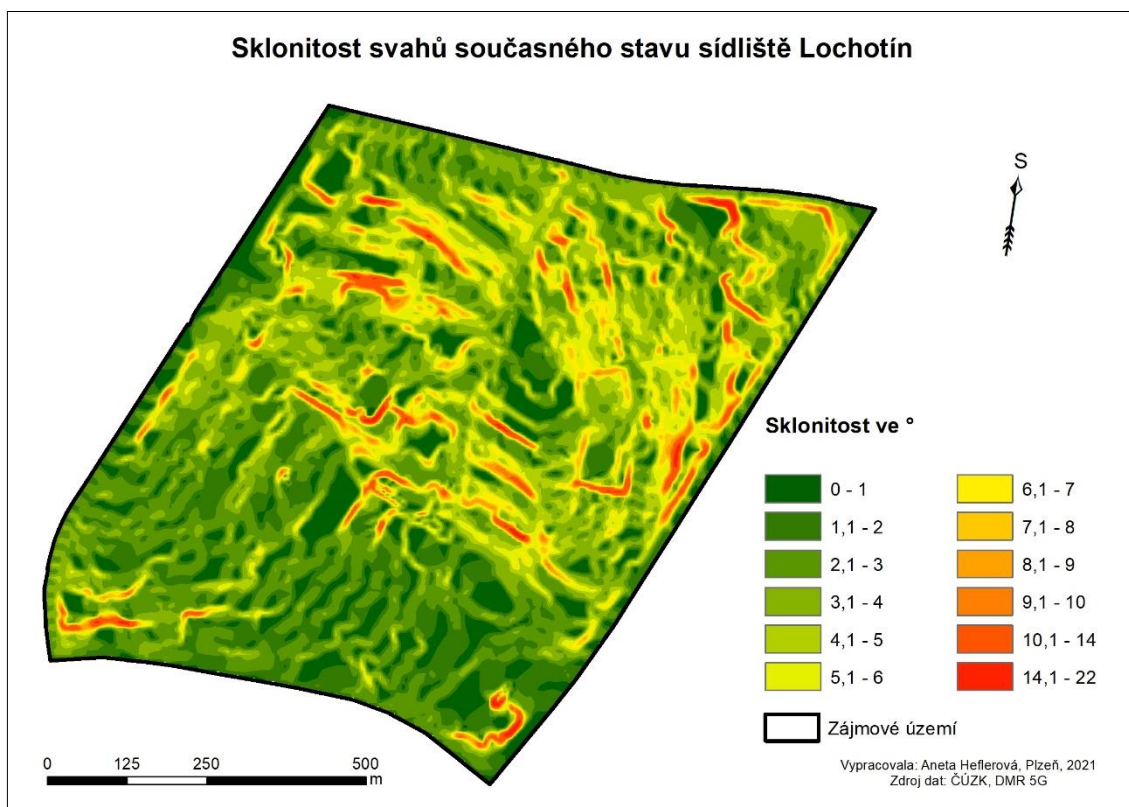 Sklonitost svahů současného stavu sídliště Lochotín
S
Sklonitost ve °
0 - 1
1,1 - 2
2,1 - 3
3,1 - 4
4,1 - 5
5,1 - 6
6,1 - 7
7,1 - 8
8,1 - 9
9,1 - 10
10,1 - 14
14,1 - 22
Zájmové území
0 125 250 500
m
Vypracovala: Aneta Heflerová, Plzeň, 2021
Zdroj dat: ČÚZK, DMR 5G